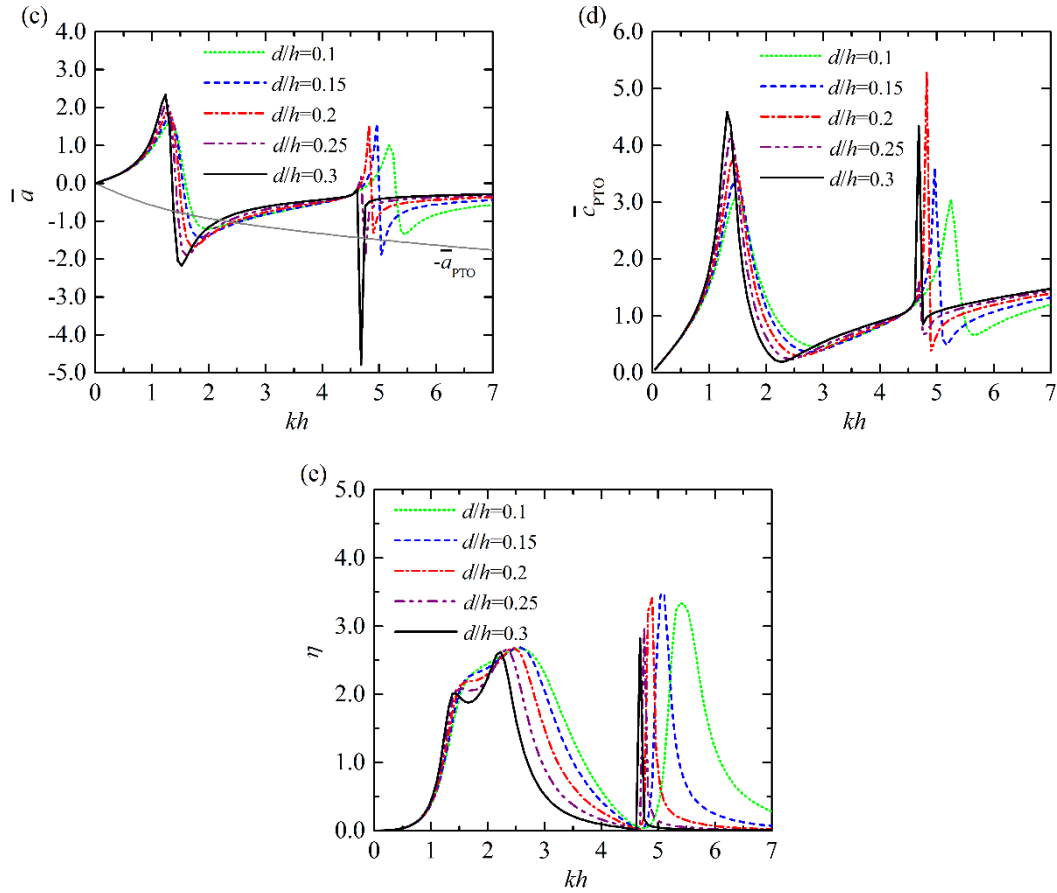 (c)
4.0
3.0
2.0
1.0
0.0
-1.0
-2.0
-3.0
-4.0
-5.0
a
d/h=0.1
d/h=0.15
d/h=0.2
d/h=0.25
d/h=0.3
-aPTO
0 1 2 3 4 5 6 7
kh
(d)
6.0
5.0
4.0
3.0
2.0
1.0
0.0
cPTO
d/h=0.1
d/h=0.15
d/h=0.2
d/h=0.25
d/h=0.3
0 1 2 3 4 5 6 7
kh
(e)
5.0
4.0
3.0
2.0
1.0
0.0
η
d/h=0.1
d/h=0.15
d/h=0.2
d/h=0.25
d/h=0.3
0 1 2 3 4 5 6 7
kh